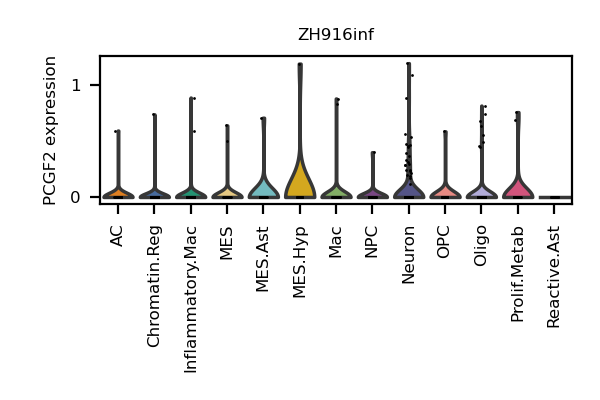 ZH916inf
PCGF2 expression
1
0
AC
Chromatin.Reg
Inflammatory.Mac
MES
MES.Ast
MES.Hyp
Mac
NPC
Neuron
OPC
Oligo
Prolif.Metab
Reactive.Ast